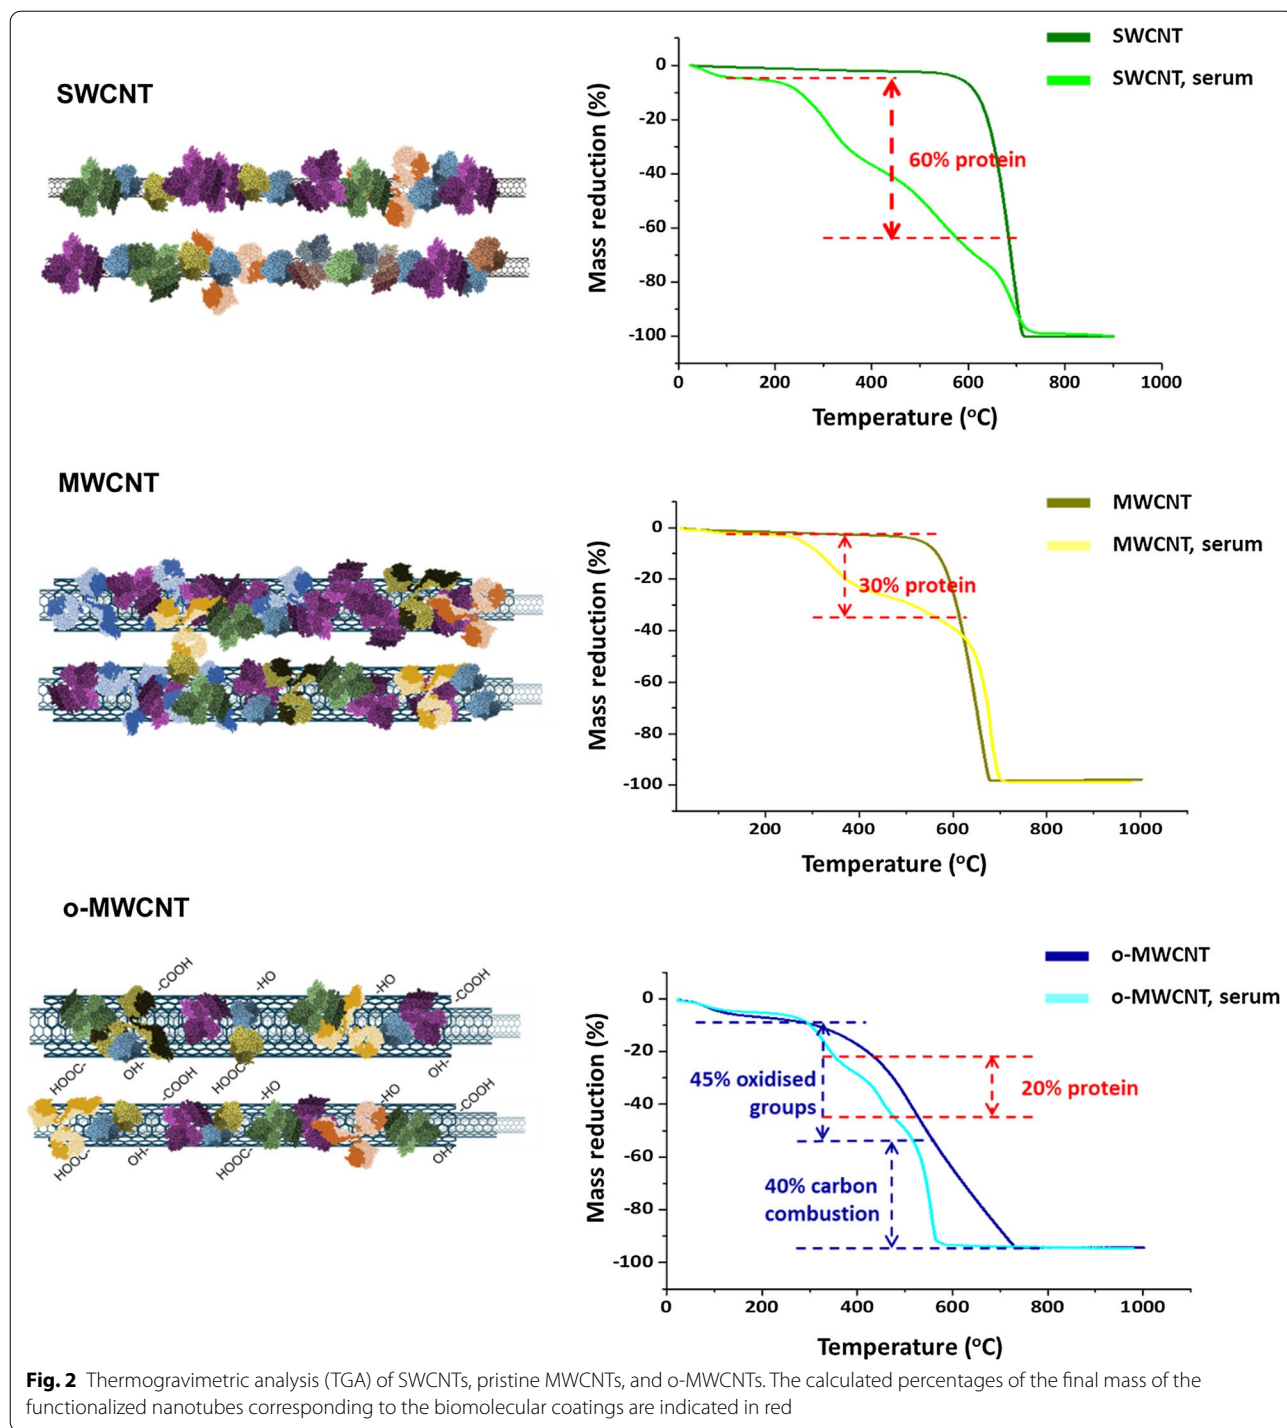 SWCNT
SWCNT
SWCNT, serum
0
-20
-40
-60
-80
-100
Mass reduction (%)
60% protein
0
200
400
600
800
1000
Temperature (oC)
MWCNT
MWCNT
MWCNT, serum
0
-20
-40
-60
-80
-100
Mass reduction (%)
30% protein
200
400
600
800
1000
Temperature (oC)
o-MWCNT
-COOH
-HO
-HO
-COOH
HOOC-
OH-
HOOC-
OH-
-COOH
-HO
-HO
-COOH
HOOC-
OH-
HOOC-
OH-
o-MWCNT
o-MWCNT, serum
0
-20
-40
-60
-80
-100
Mass reduction (%)
45% oxidised
groups
20% protein
40% carbon
combustion
0
200
400
600
800
1000
Temperature (oC)
Fig. 2 Thermogravimetric analysis (TGA) of SWCNTs, pristine MWCNTs, and o-MWCNTs. The calculated percentages of the final mass of the
functionalized nanotubes corresponding to the biomolecular coatings are indicated in red